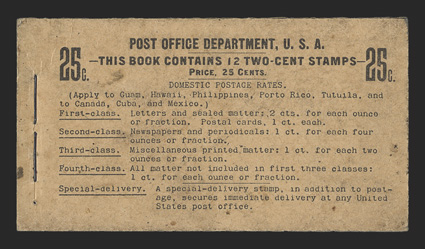 POST OFFICE DEPARTMENT, U. S. A.
25c. —THIS BOOK CONTAINS 12 TWO-CENT STAMPS— 25c.
PRICE, 25 CENTS.
DOMESTIC POSTAGE RATES.
(Apply to Guam, Hawaii, Philippines, Porto Rico, Tutuila, and
to Canada, Cuba, and Mexico.)
First-class. Letters and sealed matter: 2 cts. for each ounce
or fraction. Postal cards, 1 ct. each.
Second-class. Newspapers and periodicals: 1 ct. for each four
ounces or fraction.
Third-class. Miscellaneous printed matter: 1 ct. for each two
ounces or fraction.
Fourth-class. All matter not included in first three classes:
1 ct. for each ounce or fraction.
Special-delivery. A special-delivery stamp, in addition to post-
age, secures immediate delivery at any United
States post office.